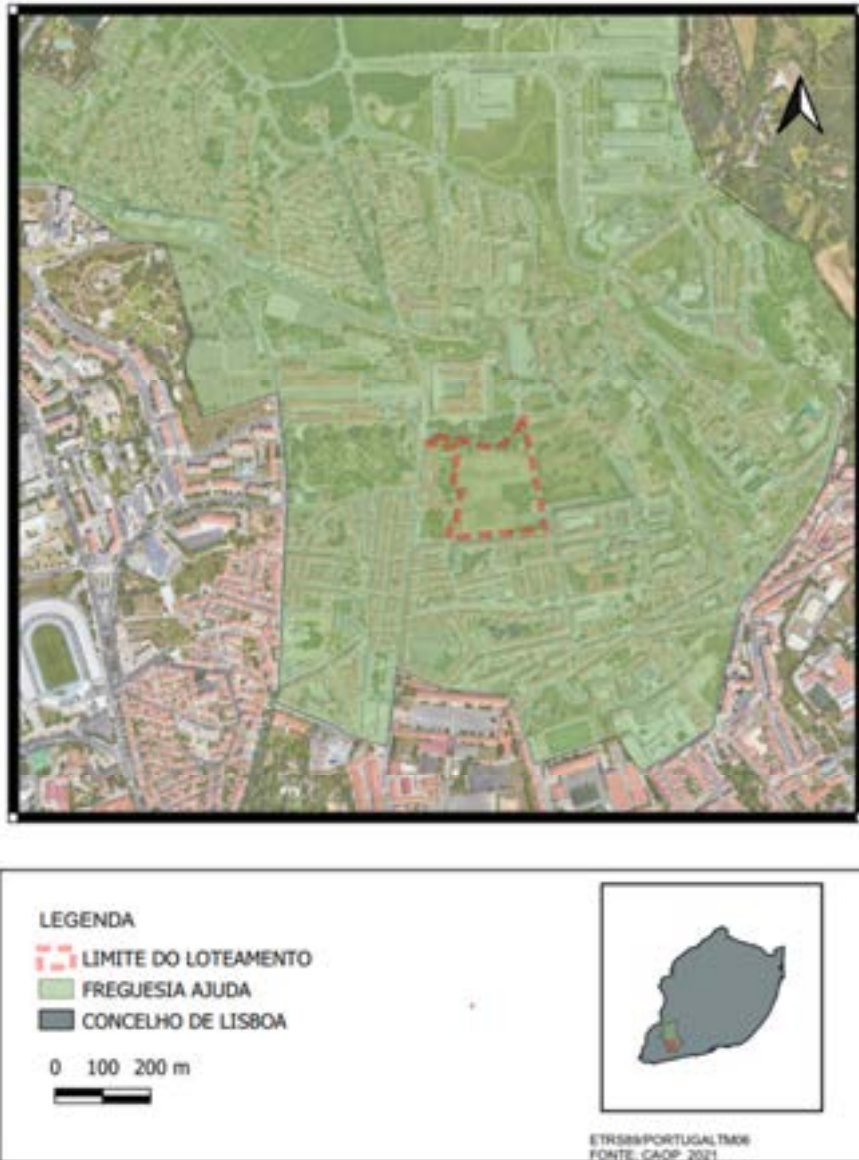 LEGENDA
LIMITE DO LOTEAMENTO
FREGUESIA AJUDA
CONCELHO DE LISBOA
0 100 200 m
ETRS89/PORTUGALTM06
FONTE: CAOP 2021